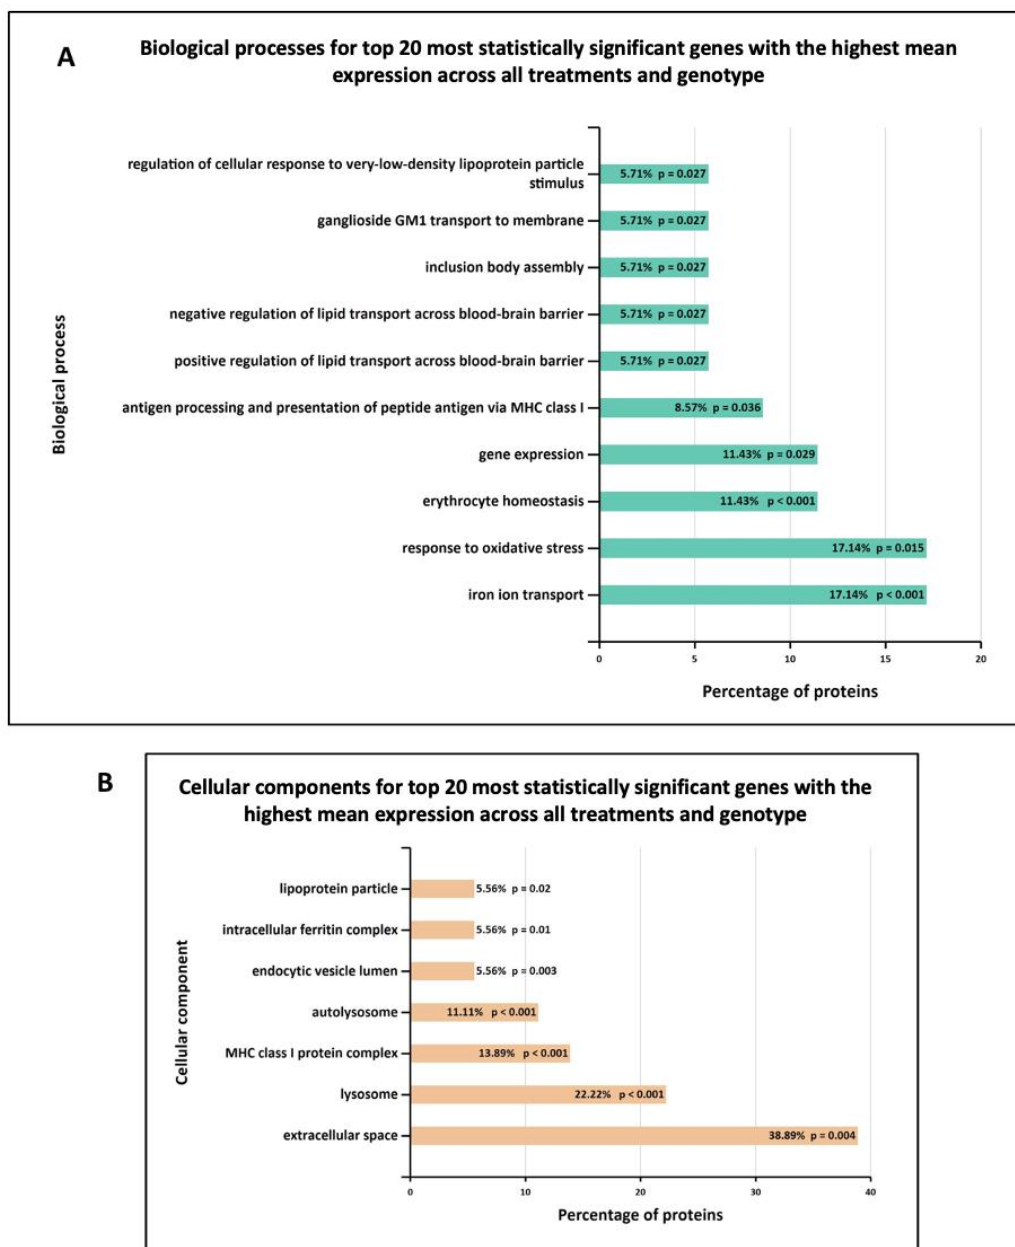 A
Biological processes for top 20 most statistically significant genes with the highest mean
expression across all treatments and genotype
Biological process
regulation of cellular response to very-low-density lipoprotein particle
stimulus
5.71% p = 0.027
ganglioside GM1 transport to membrane
5.71% p = 0.027
inclusion body assembly
5.71% p = 0.027
negative regulation of lipid transport across blood-brain barrier
5.71% p = 0.027
positive regulation of lipid transport across blood-brain barrier
5.71% p = 0.027
antigen processing and presentation of peptide antigen via MHC class I
8.57% p = 0.036
gene expression
11.43% p = 0.029
erythrocyte homeostasis
11.43% p < 0.001
response to oxidative stress
17.14% p = 0.015
iron ion transport
17.14% p < 0.001
0 5 10 15 20
Percentage of proteins
B
Cellular components for top 20 most statistically significant genes with the
highest mean expression across all treatments and genotype
Cellular component
lipoprotein particle
5.56% p = 0.02
intracellular ferritin complex
5.56% p = 0.01
endocytic vesicle lumen
5.56% p = 0.003
autolysosome
11.11% p < 0.001
MHC class I protein complex
13.89% p < 0.001
lysosome
22.22% p < 0.001
extracellular space
38.89% p = 0.004
0 10 20 30 40
Percentage of proteins